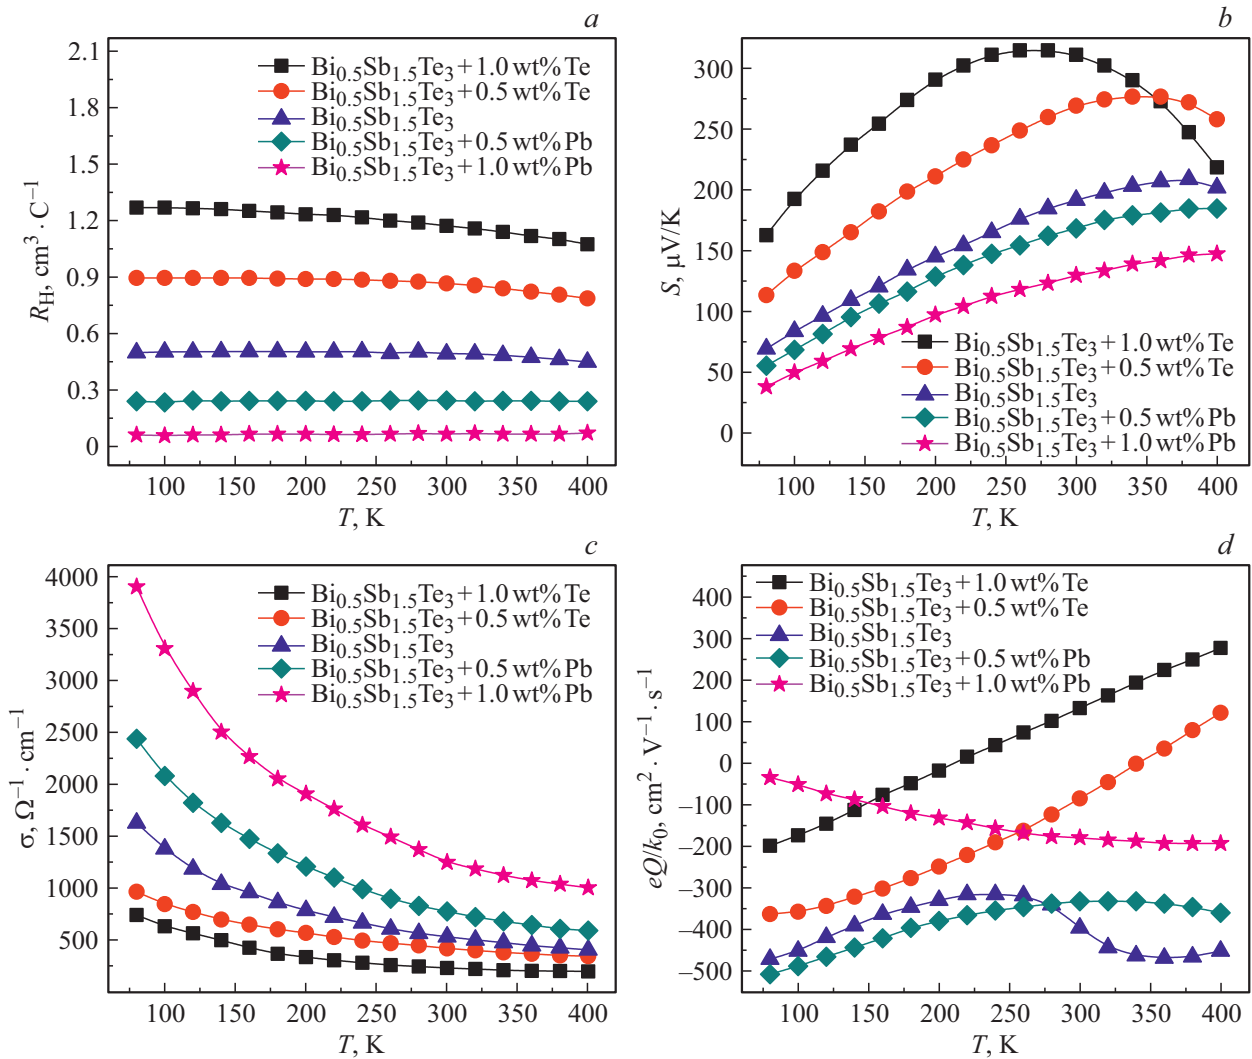 a
2.1
1.8
1.5
1.2
0.9
0.6
0.3
0
R_H, cm³ · C⁻¹
Bi₀.₅Sb₁.₅Te₃ + 1.0 wt% Te
Bi₀.₅Sb₁.₅Te₃ + 0.5 wt% Te
Bi₀.₅Sb₁.₅Te₃
Bi₀.₅Sb₁.₅Te₃ + 0.5 wt% Pb
Bi₀.₅Sb₁.₅Te₃ + 1.0 wt% Pb
100 150 200 250 300 350 400
T, K
b
300
250
200
150
100
50
0
S, μV/K
Bi₀.₅Sb₁.₅Te₃ + 1.0 wt% Te
Bi₀.₅Sb₁.₅Te₃ + 0.5 wt% Te
Bi₀.₅Sb₁.₅Te₃
Bi₀.₅Sb₁.₅Te₃ + 0.5 wt% Pb
Bi₀.₅Sb₁.₅Te₃ + 1.0 wt% Pb
100 150 200 250 300 350 400
T, K
c
4000
3500
3000
2500
2000
1500
1000
500
σ, Ω⁻¹ · cm⁻¹
Bi₀.₅Sb₁.₅Te₃ + 1.0 wt% Te
Bi₀.₅Sb₁.₅Te₃ + 0.5 wt% Te
Bi₀.₅Sb₁.₅Te₃
Bi₀.₅Sb₁.₅Te₃ + 0.5 wt% Pb
Bi₀.₅Sb₁.₅Te₃ + 1.0 wt% Pb
100 150 200 250 300 350 400
T, K
d
400
300
200
100
0
–100
–200
–300
–400
–500
eQ/k₀, cm² · V⁻¹ · s⁻¹
Bi₀.₅Sb₁.₅Te₃ + 1.0 wt% Te
Bi₀.₅Sb₁.₅Te₃ + 0.5 wt% Te
Bi₀.₅Sb₁.₅Te₃
Bi₀.₅Sb₁.₅Te₃ + 0.5 wt% Pb
Bi₀.₅Sb₁.₅Te₃ + 1.0 wt% Pb
100 150 200 250 300 350 400
T, K